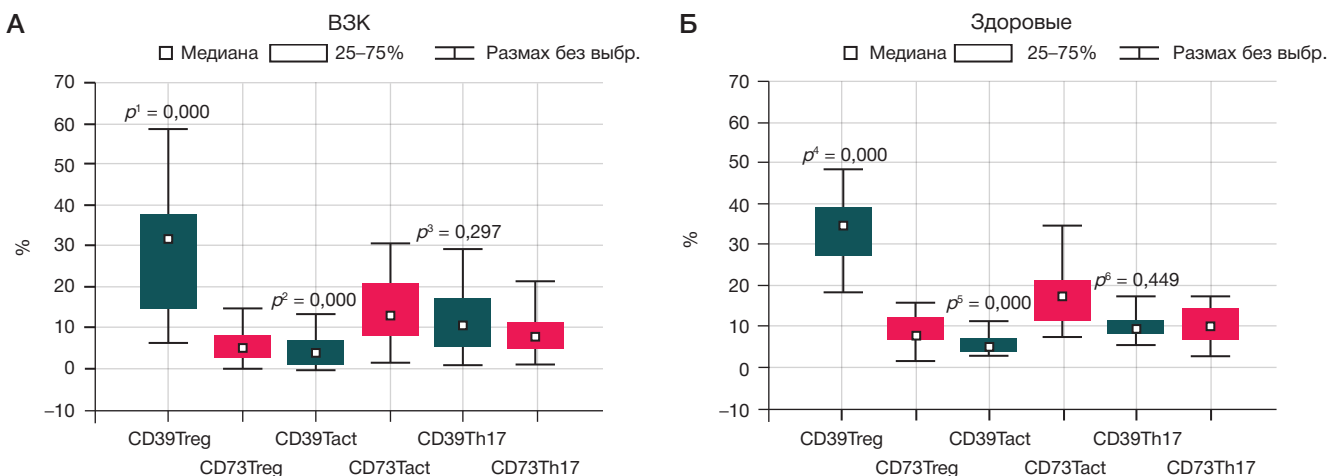 А
ВЗК
Медиана 25–75% Размах без выбр.
70
60
50
40
30
20
10
0
–10
%
p¹ = 0,000
p² = 0,000
p³ = 0,297
CD39Treg CD39Tact CD39Th17
CD73Treg CD73Tact CD73Th17
Б
Здоровые
Медиана 25–75% Размах без выбр.
70
60
50
40
30
20
10
0
–10
%
p⁴ = 0,000
p⁵ = 0,000
p⁶ = 0,449
CD39Treg CD39Tact CD39Th17
CD73Treg CD73Tact CD73Th17